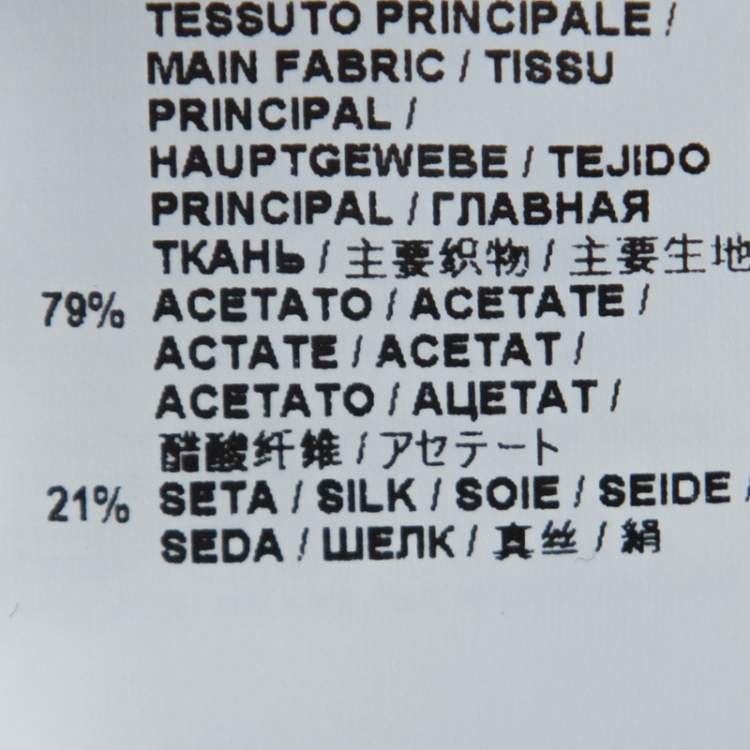 TESSUTO PRINCIPALE /
MAIN FABRIC / TISSU
PRINCIPAL /
HAUPTGEWEBE / TEJIDO
PRINCIPAL / ГЛАВНАЯ
ТКАНЬ / 主要织物 / 主要生地
79% ACETATO / ACETATE /
ACTATE / ACETAT /
ACETATO / АЦЕТАТ /
醋酸纤维 / アセテート
21% SETA / SILK / SOIE / SEIDE /
SEDA / ШЕЛК / 真丝 / 絹